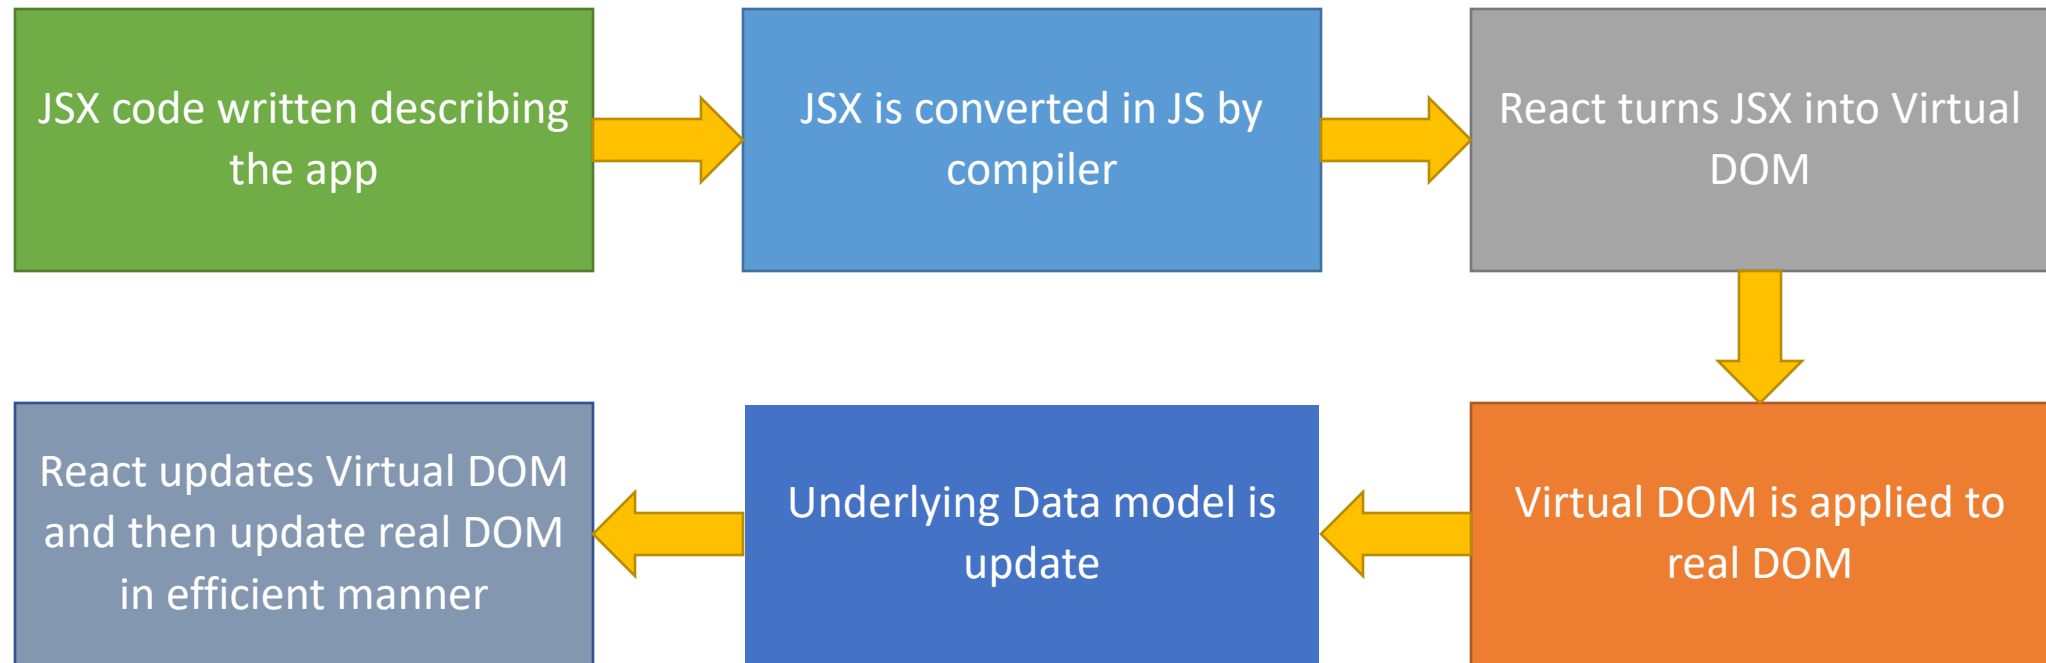 JSX code written describing
the app
JSX is converted in JS by
compiler
React turns JSX into Virtual
DOM
Virtual DOM is applied to
real DOM
Underlying Data model is
update
React updates Virtual DOM
and then update real DOM
in efficient manner